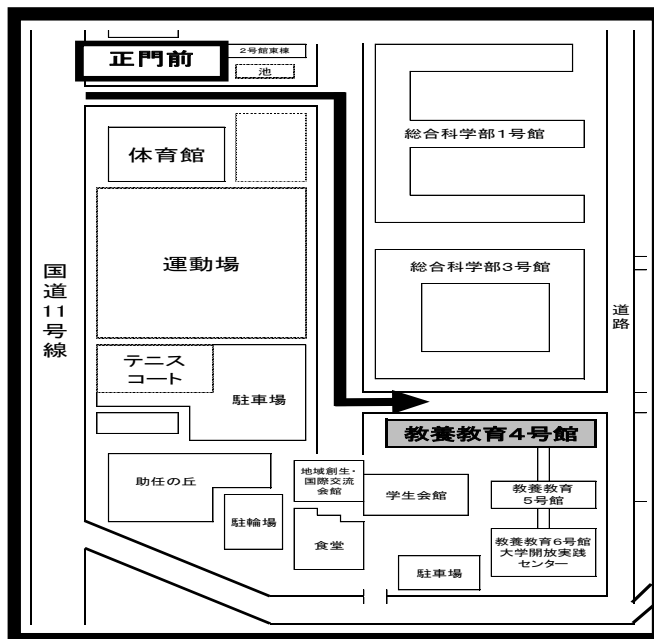 正門前
2号館東棟
池
体育館
総合科学部1号館
運動場
総合科学部3号館
国道11号線
道路
テニス
コート
駐車場
教養教育4号館
助任の丘
地域創生・
国際交流
会館
学生会館
教養教育
5号館
駐輪場
食堂
教養教育6号館
大学開放実践
センター
駐車場